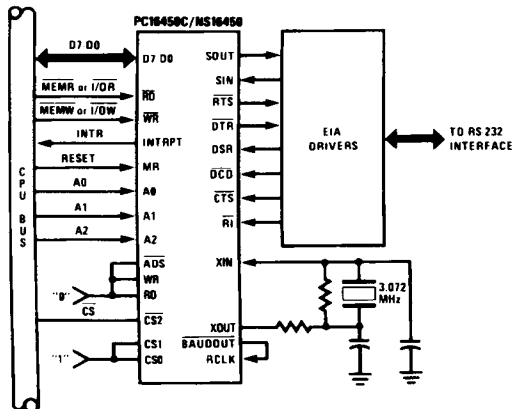 PC16450C/NS16450
D7 D0
D7 D0
SOUT
SIN
MEMR or I/OR
RD
RTS
MEMW or I/OW
WR
DTR
EIA
DRIVERS
TO RS 232
INTERFACE
INTR
INTRPT
DSR
RESET
MR
DCD
CPU BUS
A0
A0
CTS
A1
A1
RI
A2
A2
ADS
XIN
WR
3.072
MHz
"0"
RD
CS
CS2
XOUT
CS1
BAUDOUT
"1"
CS0
RCLK